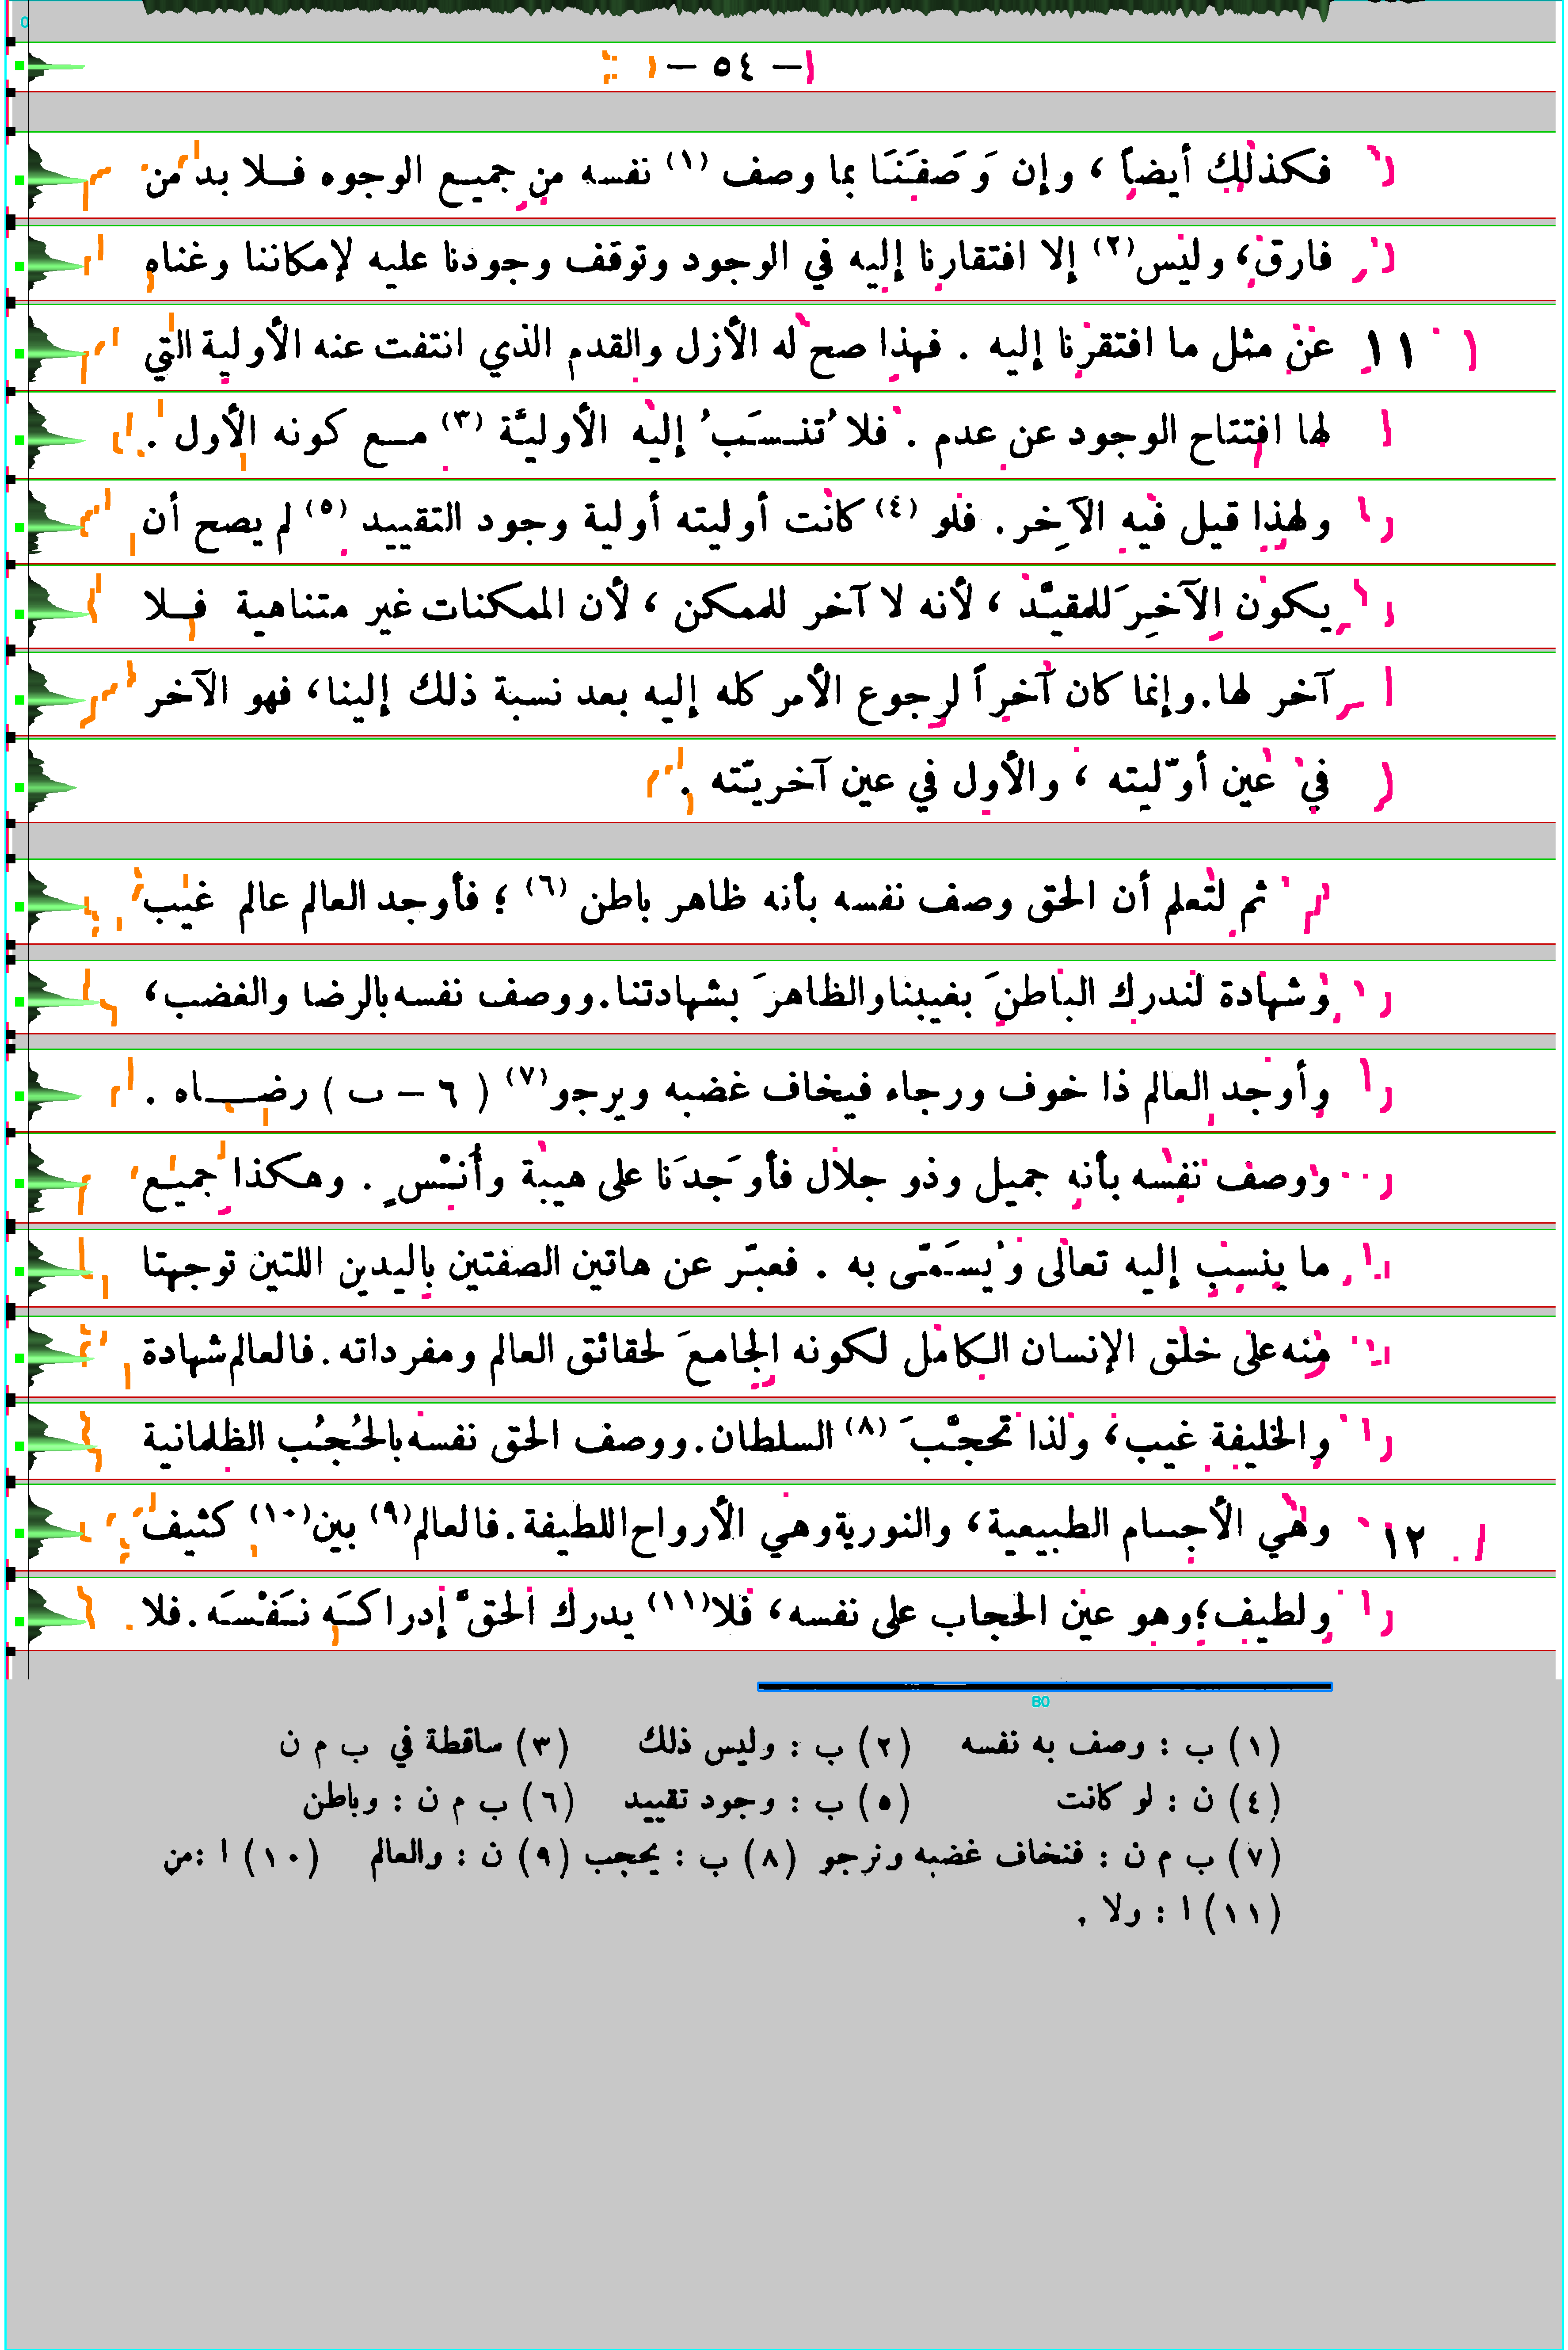 — ٥٤ —
فكذلك أيضاً ، وإن وَصَفَنَا بما وصف (١) نفسه من جميع الوجوه فلا بد من
فارق، وليس(٢) إلا افتقارنا إليه في الوجود وتوقف وجودنا عليه لإمكاننا وغناه
١١ عن مثل ما افتقرنا إليه . فبهذا صح له الأزل والقدم الذي انتفت عنه الأولية التي
لها افتتاح الوجود عن عدم . فلا تُنسَبُ إليه الأوليَّة (٣) مع كونه الأول .
ولهذا قيل فيه الآخِر . فلو (٤) كانت أوليته أولية وجود التقييد (٥) لم يصح أن
يكون الآخِرَ للمقيَّد ، لأنه لا آخر للممكن ، لأن الممكنات غير متناهية فلا
آخر لها. وإنما كان آخراً لرجوع الأمر كله إليه بعد نسبة ذلك إلينا، فهو الآخر
في عين أوّليته ، والأول في عين آخريّته .
ثم لتعلم أن الحق وصف نفسه بأنه ظاهر باطن (٦) ؛ فأوجد العالم عالم غيب
وشهادة لندرك الباطنَ بغيبنا والظاهرَ بشهادتنا. ووصف نفسه بالرضا والغضب،
وأوجد العالم ذا خوف ورجاء فيخاف غضبه ويرجو(٧) ( ٦ – ب ) رضاه .
ووصف نفسه بأنه جميل وذو جلال فأوجَدَنا على هيبة وأُنْسٍ . وهكذا جميع
ما ينسب إليه تعالى ويُسَمّى به . فعبّر عن هاتين الصفتين باليدين اللتين توجهتا
منه على خلق الإنسان الكامل لكونه الجامعَ لحقائق العالم ومفرداته. فالعالم شهادة
والخليفة غيب، ولذا تحجَّبَ (٨) السلطان. ووصف الحق نفسه بالحُجُب الظلمانية
١٢ وهي الأجسام الطبيعية، والنورية وهي الأرواح اللطيفة. فالعالم(٩) بين(١٠) كثيف
ولطيف؛ وهو عين الحجاب على نفسه، فلا(١١) يدرك الحقَّ إدراكَه نَفْسَه. فلا
(١) ب : وصف به نفسه (٢) ب : وليس ذلك (٣) ساقطة في ب م ن
(٤) ن : لو كانت (٥) ب : وجود تقييد (٦) ب م ن : وباطن
(٧) ب م ن : فنخاف غضبه ونرجو (٨) ب : يحجب (٩) ن : والعالم (١٠) ا : من
(١١) ا : ولا .